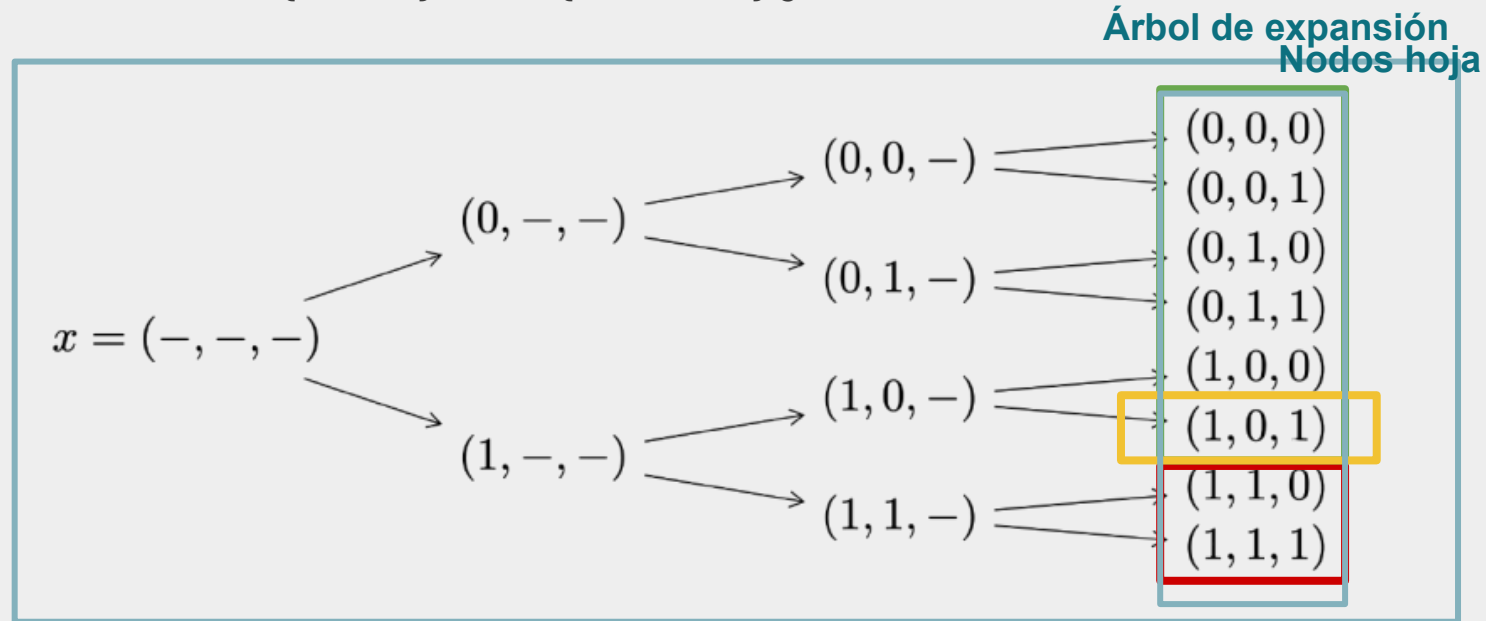 Árbol de expansión
Nodos hoja
(0, 0, 0)
(0, 0, −)
(0, 0, 1)
(0, −, −)
(0, 1, 0)
(0, 1, −)
(0, 1, 1)
x = (−, −, −)
(1, 0, 0)
(1, 0, −)
(1, 0, 1)
(1, −, −)
(1, 1, 0)
(1, 1, −)
(1, 1, 1)